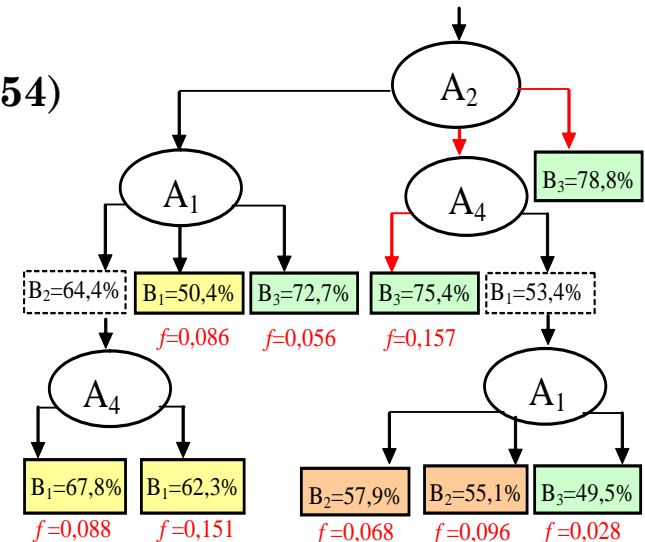 54)
A₂
B₃=78,8%
A₁
A₄
B₂=64,4%
B₁=50,4%
B₃=72,7%
B₃=75,4%
B₁=53,4%
f=0,086
f=0,056
f=0,157
A₄
A₁
B₁=67,8%
B₁=62,3%
B₂=57,9%
B₂=55,1%
B₃=49,5%
f=0,088
f=0,151
f=0,068
f=0,096
f=0,028